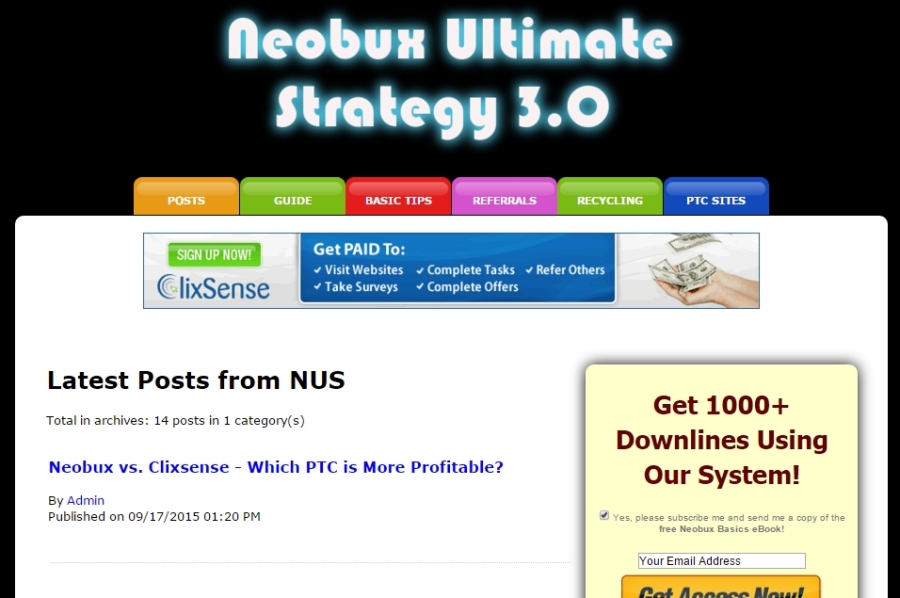 Neobux Ultimate
Strategy 3.0
POSTS GUIDE BASIC TIPS REFERRALS RECYCLING PTC SITES
SIGN UP NOW!
ClixSense
Get PAID To:
✓ Visit Websites ✓ Complete Tasks ✓ Refer Others
✓ Take Surveys ✓ Complete Offers
Latest Posts from NUS
Total in archives: 14 posts in 1 category(s)
Neobux vs. Clixsense - Which PTC is More Profitable?
By Admin
Published on 09/17/2015 01:20 PM
Get 1000+
Downlines Using
Our System!
Yes, please subscribe me and send me a copy of the
free Neobux Basics eBook!
Your Email Address
Get Access Now!